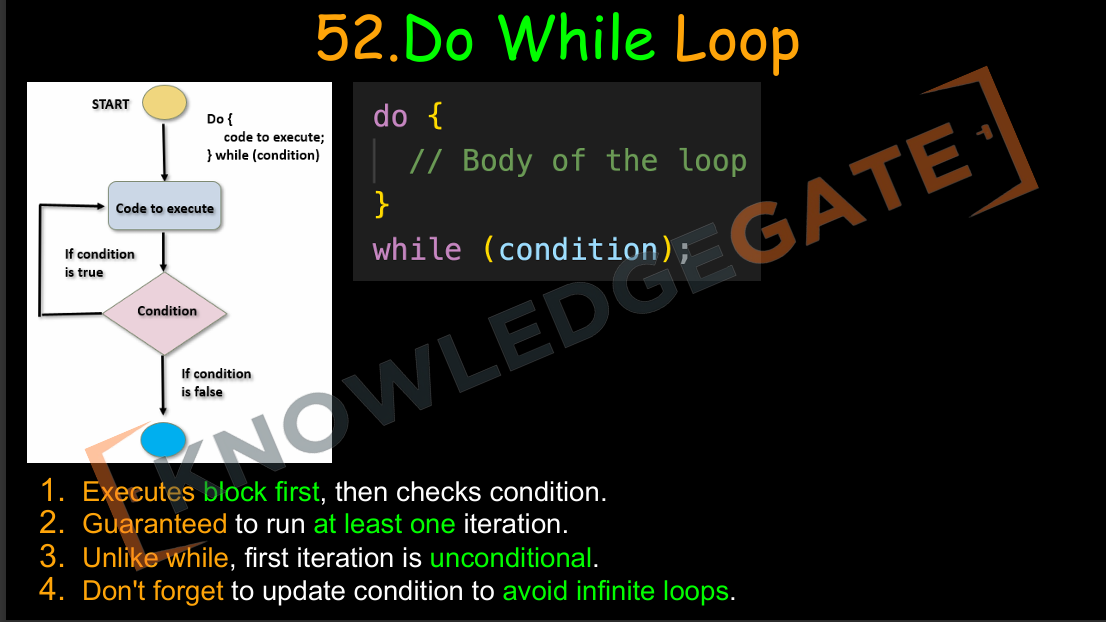 52.Do While Loop
START
Do {
code to execute;
} while (condition)
Code to execute
If condition
is true
Condition
If condition
is false
do {
// Body of the loop
}
while (condition);
KNOWLEDGEGATE
1. Executes block first, then checks condition.
2. Guaranteed to run at least one iteration.
3. Unlike while, first iteration is unconditional.
4. Don't forget to update condition to avoid infinite loops.